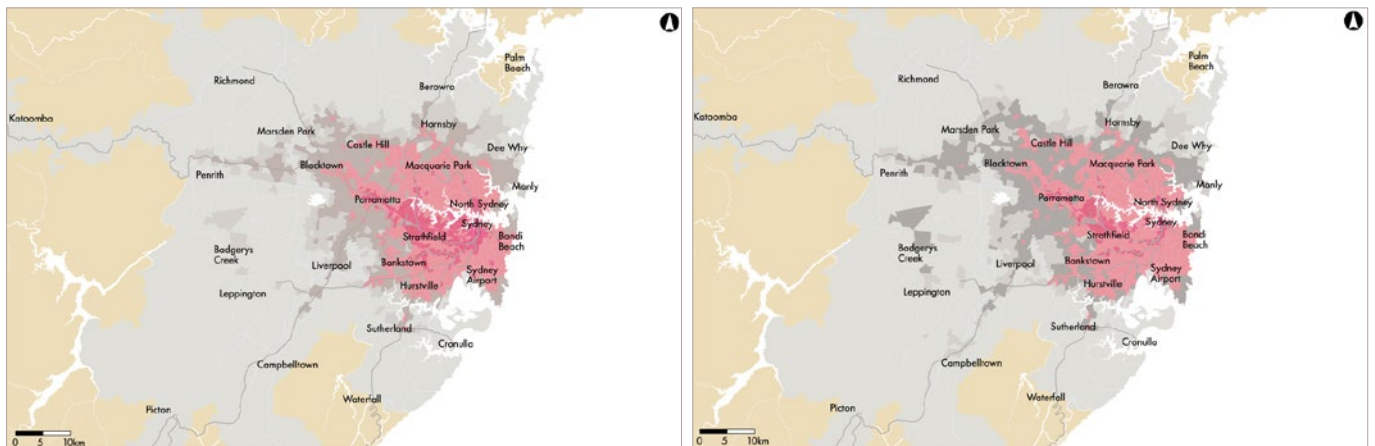 Palm
Beach
Richmond
Berowra
Katoomba
Marsden Park
Hornsby
Castle Hill
Dee Why
Blacktown
Macquarie Park
Penrith
Manly
Parramatta
North Sydney
Sydney
Strathfield
Bondi
Beach
Badgerys
Creek
Liverpool
Bankstown
Sydney
Airport
Leppington
Hurstville
Sutherland
Cronulla
Campbelltown
Waterfall
Picton
0 5 10km
Palm
Beach
Richmond
Berowra
Katoomba
Marsden Park
Hornsby
Castle Hill
Dee Why
Blacktown
Macquarie Park
Penrith
Manly
Parramatta
North Sydney
Sydney
Strathfield
Bondi
Beach
Badgerys
Creek
Liverpool
Bankstown
Sydney
Airport
Leppington
Hurstville
Sutherland
Cronulla
Campbelltown
Waterfall
Picton
0 5 10km